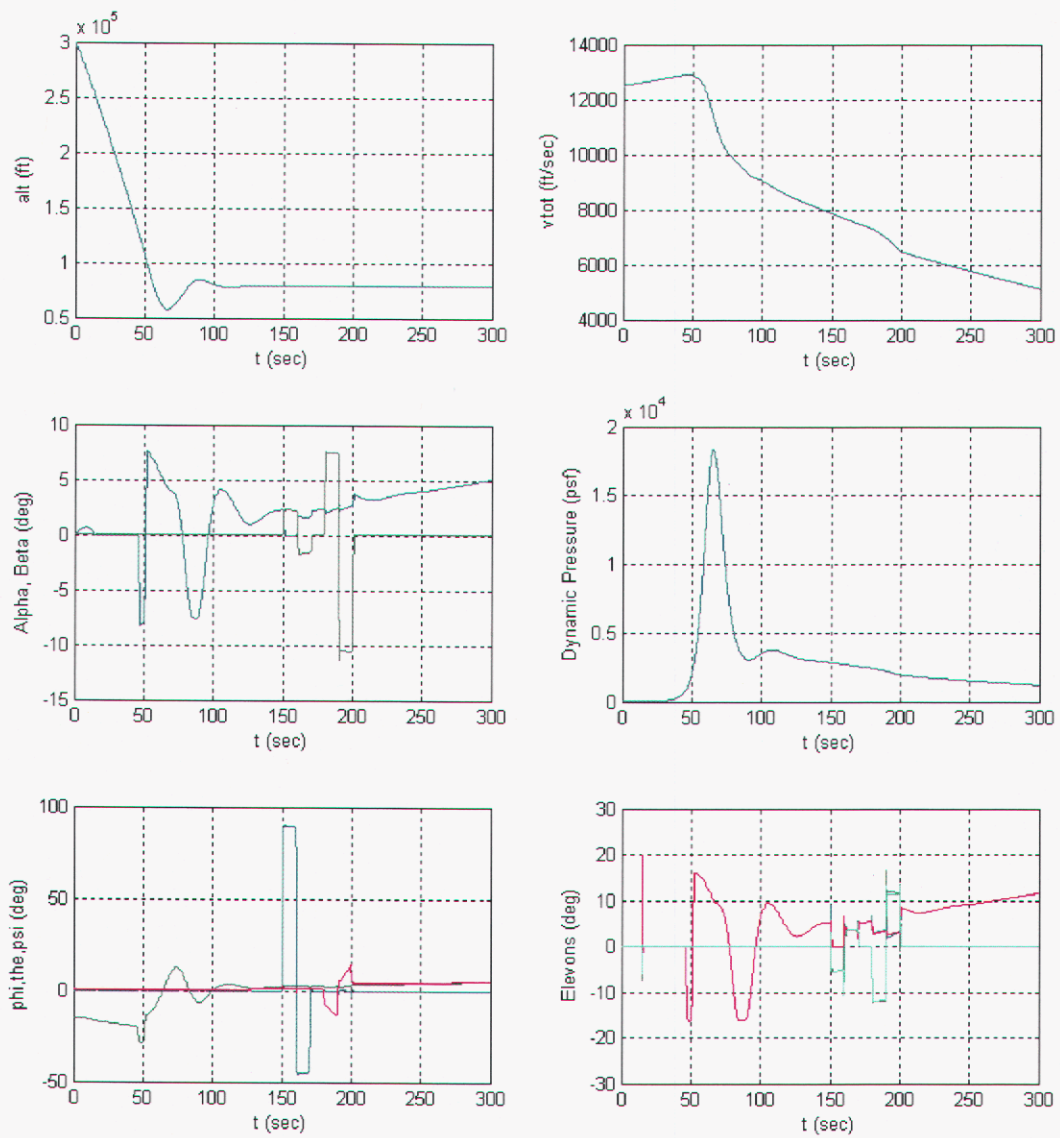 x 10^5
3
2.5
2
1.5
1
0.5
0 50 100 150 200 250 300
alt (ft)
t (sec)
14000
12000
10000
8000
6000
4000
0 50 100 150 200 250 300
vtot (ft/sec)
t (sec)
10
5
0
-5
-10
-15
0 50 100 150 200 250 300
Alpha, Beta (deg)
t (sec)
x 10^4
2
1.5
1
0.5
0
0 50 100 150 200 250 300
Dynamic Pressure (psf)
t (sec)
100
50
0
-50
0 50 100 150 200 250 300
phi,the,psi (deg)
t (sec)
30
20
10
0
-10
-20
-30
0 50 100 150 200 250 300
Elevons (deg)
t (sec)